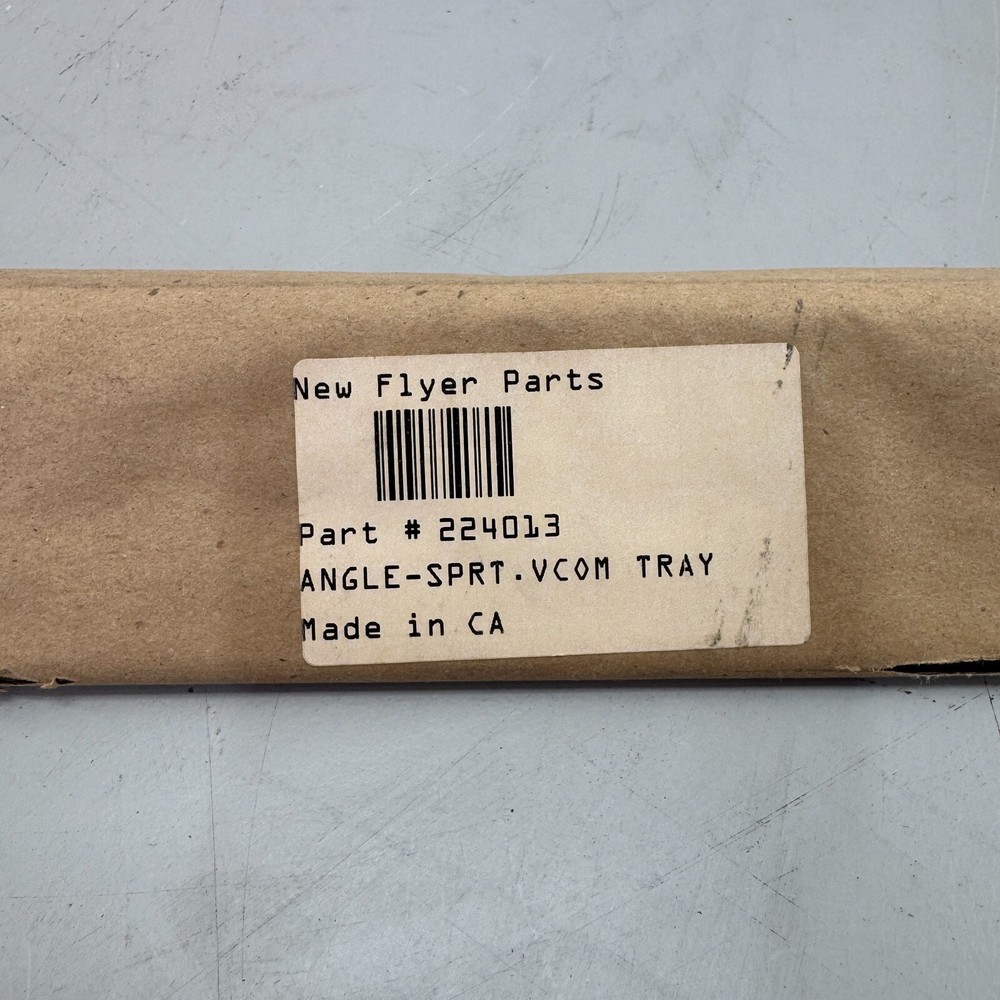 New Flyer Parts
Part # 224013
ANGLE-SPRT.VCOM TRAY
Made in CA